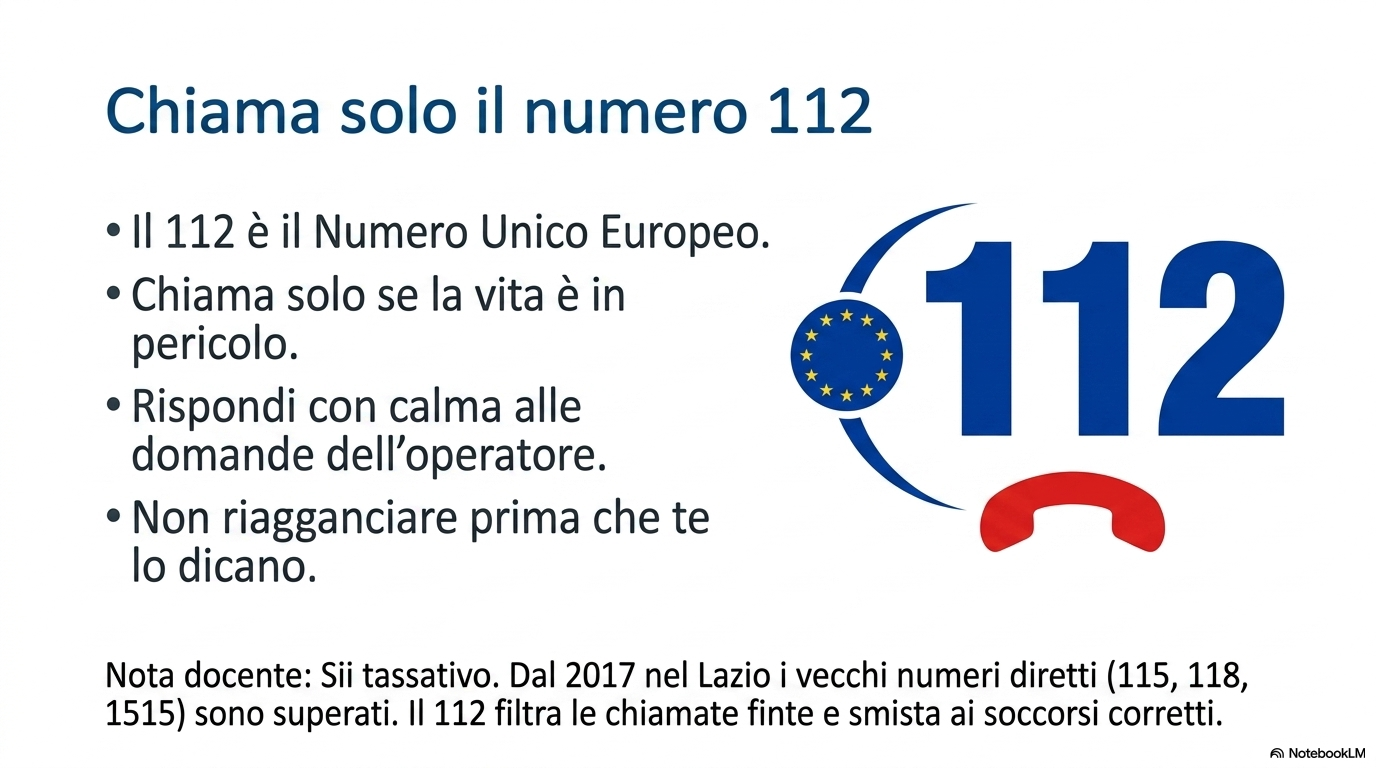 Chiama solo il numero 112
• Il 112 è il Numero Unico Europeo.
• Chiama solo se la vita è in
pericolo.
• Rispondi con calma alle
domande dell’operatore.
• Non riagganciare prima che te
lo dicano.
112
Nota docente: Sii tassativo. Dal 2017 nel Lazio i vecchi numeri diretti (115, 118,
1515) sono superati. Il 112 filtra le chiamate finte e smista ai soccorsi corretti.
NotebookLM